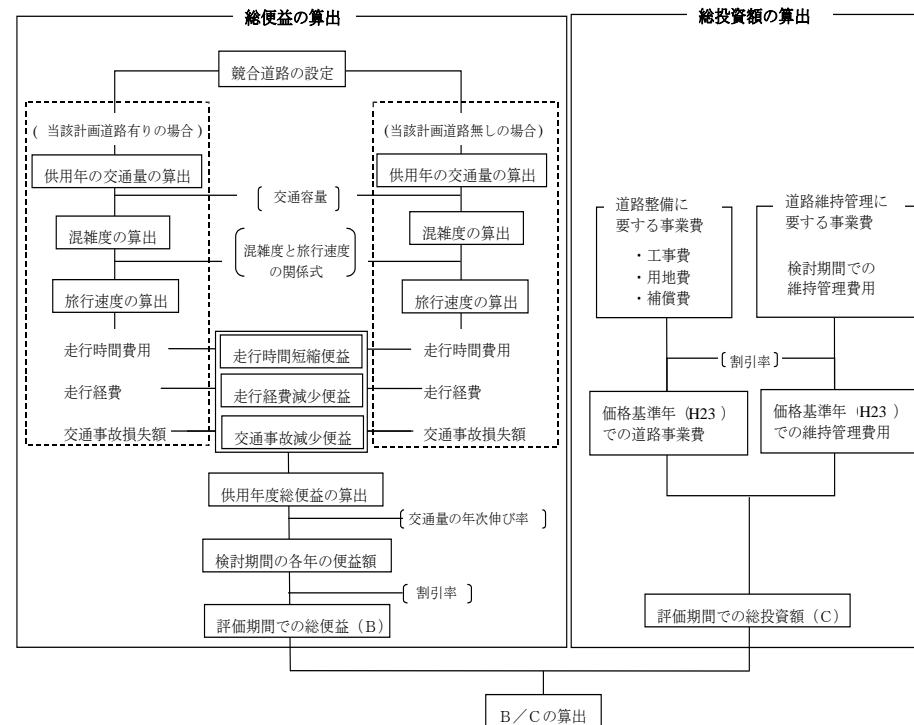 総便益の算出
競合道路の設定
( 当該計画道路有りの場合 )
供用年の交通量の算出
混雑度の算出
旅行速度の算出
走行時間費用
走行経費
交通事故損失額
交通容量
混雑度と旅行速度
の関係式
走行時間短縮便益
走行経費減少便益
交通事故減少便益
(当該計画道路無しの場合)
供用年の交通量の算出
混雑度の算出
旅行速度の算出
走行時間費用
走行経費
交通事故損失額
供用年度総便益の算出
交通量の年次伸び率
検討期間の各年の便益額
割引率
評価期間での総便益（B）
総投資額の算出
道路整備に
要する事業費
・工事費
・用地費
・補償費
道路維持管理に
要する事業費
検討期間での
維持管理費用
割引率
価格基準年（H23）
での道路事業費
価格基準年（H23）
での維持管理費用
評価期間での総投資額（C）
B／Cの算出